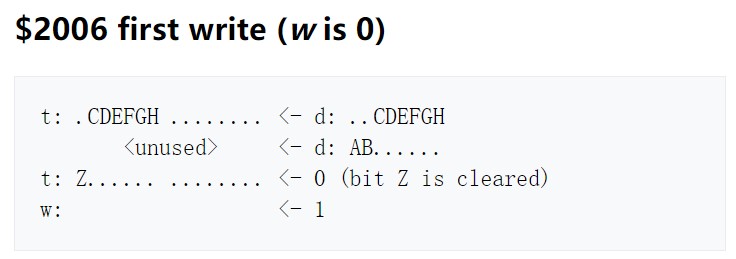 $2006 first write (w is 0)
t: .CDEFGH ........ <- d: ..CDEFGH
<unused> <- d: AB......
t: Z...... ........ <- 0 (bit Z is cleared)
w: <- 1